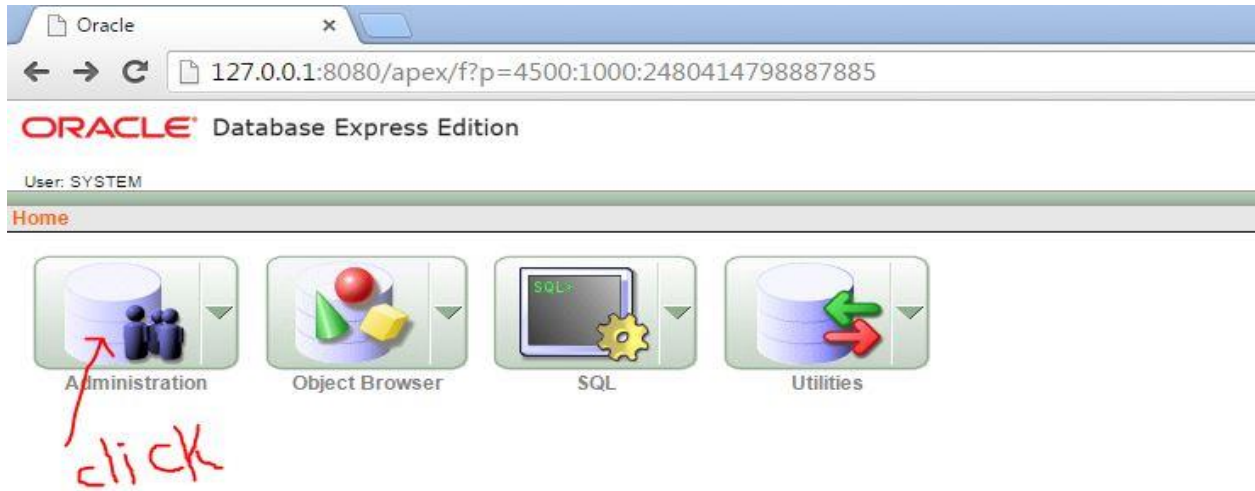 Oracle
127.0.0.1:8080/apex/f?p=4500:1000:2480414798887885
ORACLE® Database Express Edition
User: SYSTEM
Home
SQL>
Administration Object Browser SQL Utilities
click